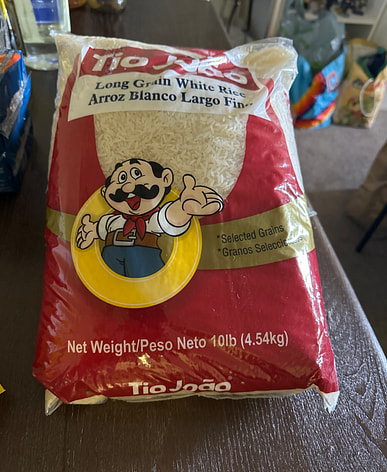 Tio João
Long Grain White Rice
Arroz Blanco Largo Fino
*Selected Grains
*Granos Seleccio
Net Weight/Peso Neto 10lb (4.54kg)
Tio João